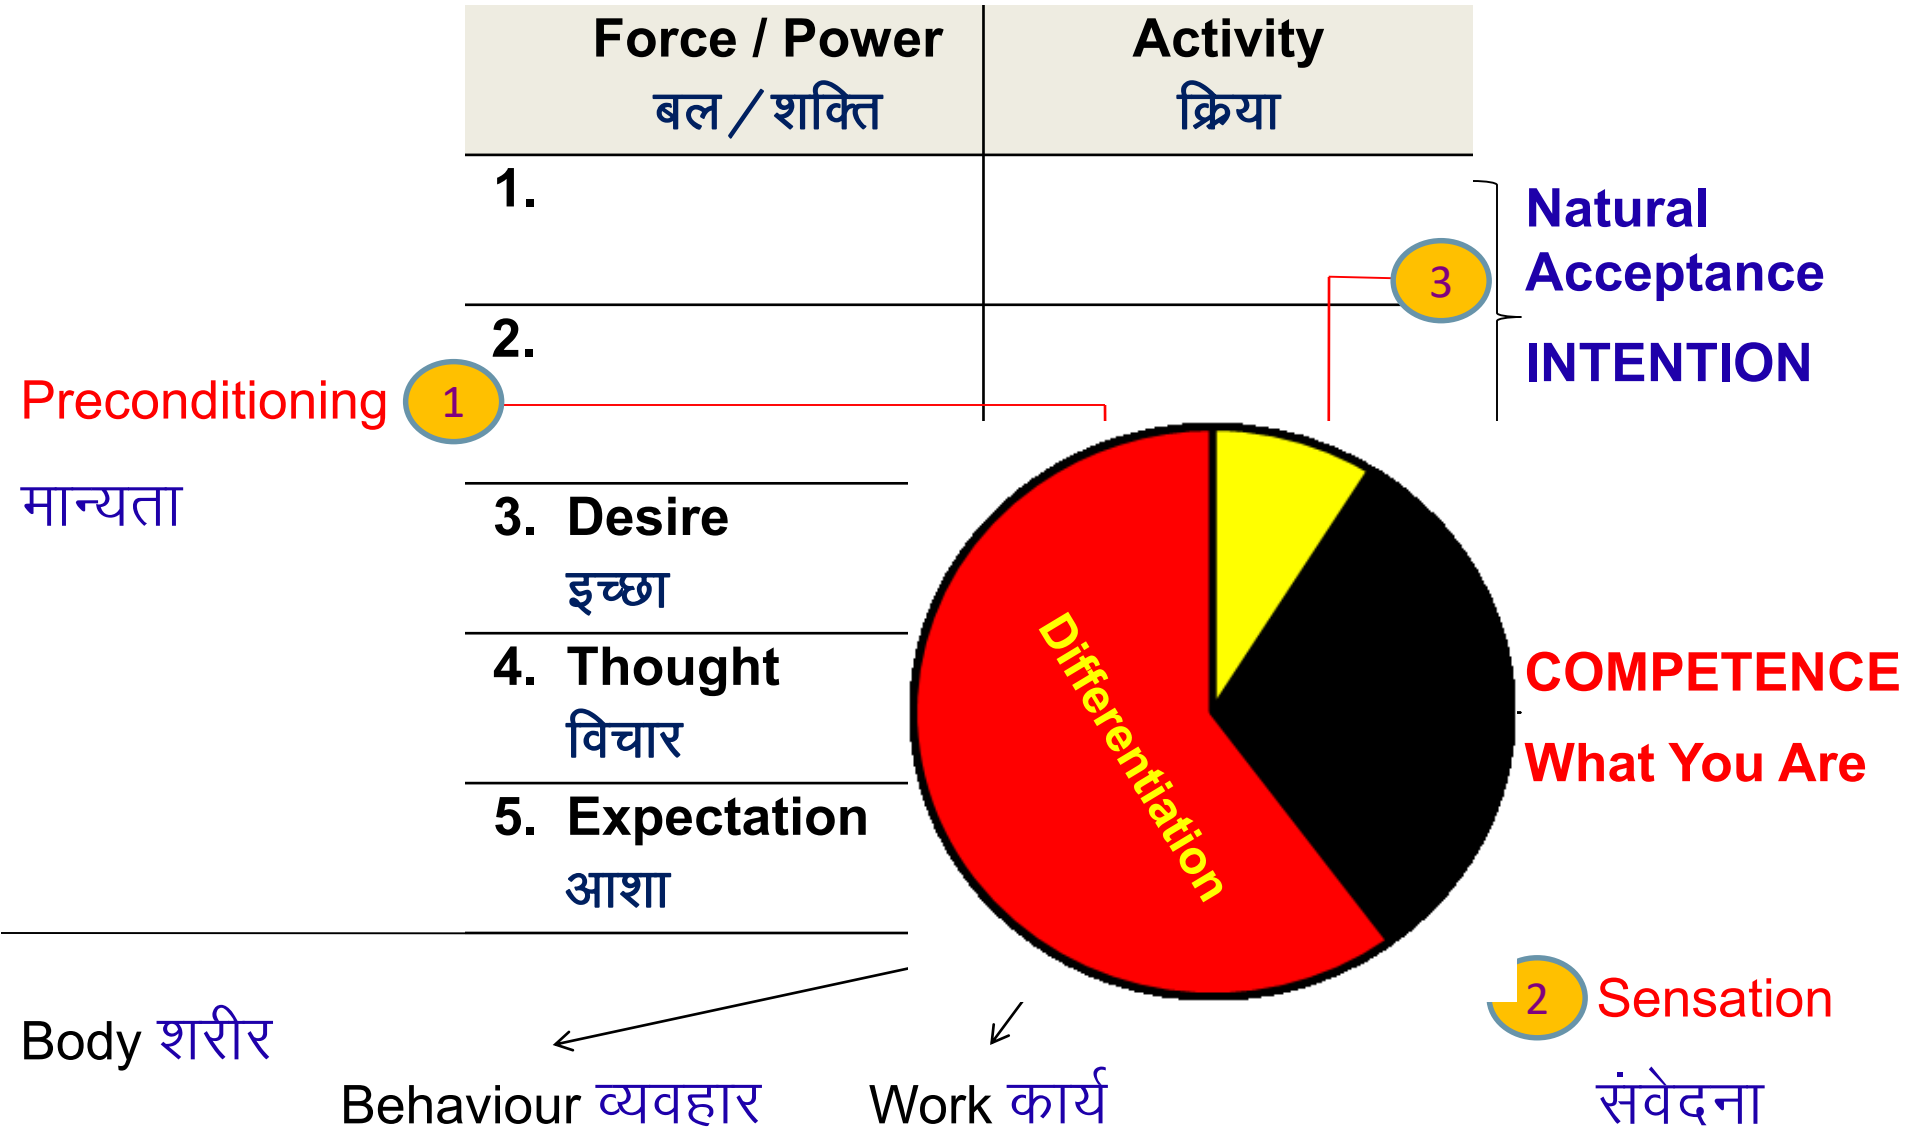 Force / Power
बल ⁄ शक्ति
Activity
क्रिया
1.
3
Natural
Acceptance
INTENTION
2.
Preconditioning
1
मान्यता
3. Desire
इच्छा
4. Thought
विचार
5. Expectation
आशा
Differentiation
COMPETENCE
What You Are
2
Sensation
संवेदना
Body शरीर
Behaviour व्यवहार
Work कार्य